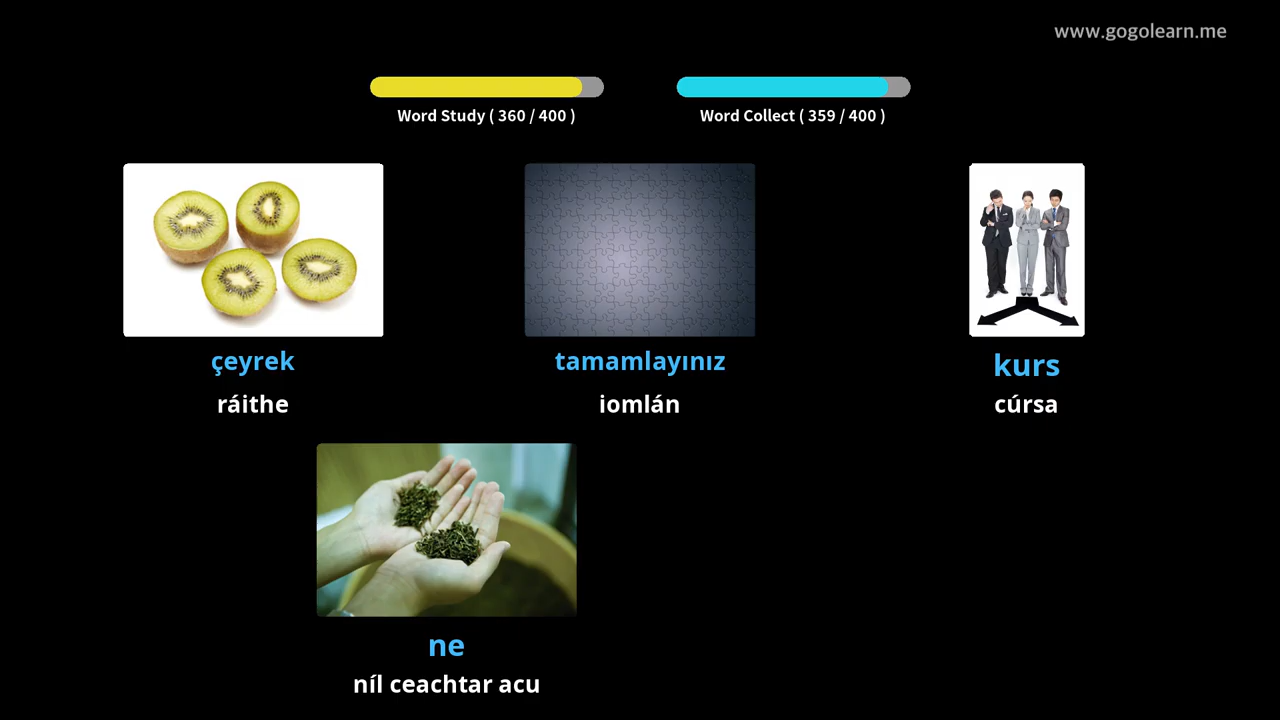 www.gogolearn.me
Word Study ( 360 / 400 )
Word Collect ( 359 / 400 )
çeyrek
ráithe
tamamlayınız
iomlán
kurs
cúrsa
ne
níl ceachtar acu